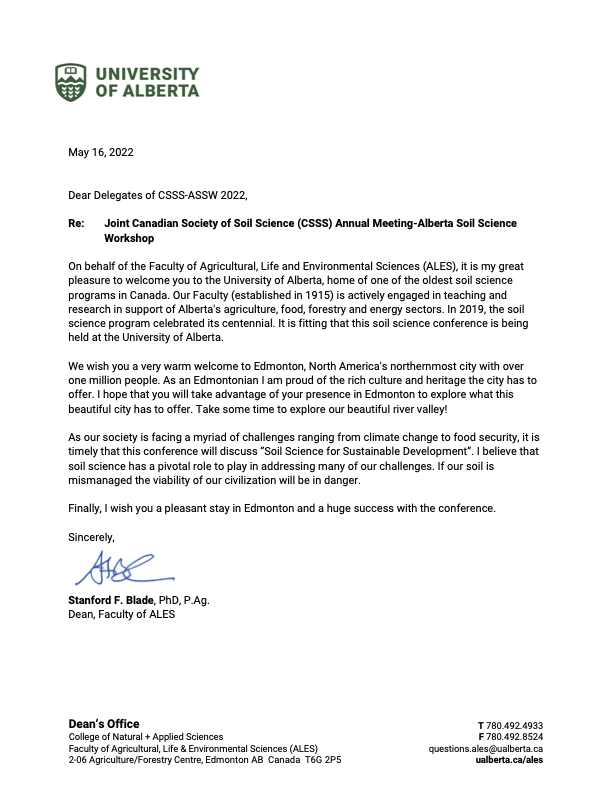 UNIVERSITY
OF ALBERTA
May 16, 2022
Dear Delegates of CSSS-ASSW 2022,
Re: Joint Canadian Society of Soil Science (CSSS) Annual Meeting-Alberta Soil Science
Workshop
On behalf of the Faculty of Agricultural, Life and Environmental Sciences (ALES), it is my great
pleasure to welcome you to the University of Alberta, home of one of the oldest soil science
programs in Canada. Our Faculty (established in 1915) is actively engaged in teaching and
research in support of Alberta's agriculture, food, forestry and energy sectors. In 2019, the soil
science program celebrated its centennial. It is fitting that this soil science conference is being
held at the University of Alberta.
We wish you a very warm welcome to Edmonton, North America's northernmost city with over
one million people. As an Edmontonian I am proud of the rich culture and heritage the city has to
offer. I hope that you will take advantage of your presence in Edmonton to explore what this
beautiful city has to offer. Take some time to explore our beautiful river valley!
As our society is facing a myriad of challenges ranging from climate change to food security, it is
timely that this conference will discuss “Soil Science for Sustainable Development”. I believe that
soil science has a pivotal role to play in addressing many of our challenges. If our soil is
mismanaged the viability of our civilization will be in danger.
Finally, I wish you a pleasant stay in Edmonton and a huge success with the conference.
Sincerely,
Stanford F. Blade, PhD, P.Ag.
Dean, Faculty of ALES
Dean’s Office
College of Natural + Applied Sciences
Faculty of Agricultural, Life & Environmental Sciences (ALES)
2-06 Agriculture/Forestry Centre, Edmonton AB Canada T6G 2P5
T 780.492.4933
F 780.492.8524
questions.ales@ualberta.ca
ualberta.ca/ales